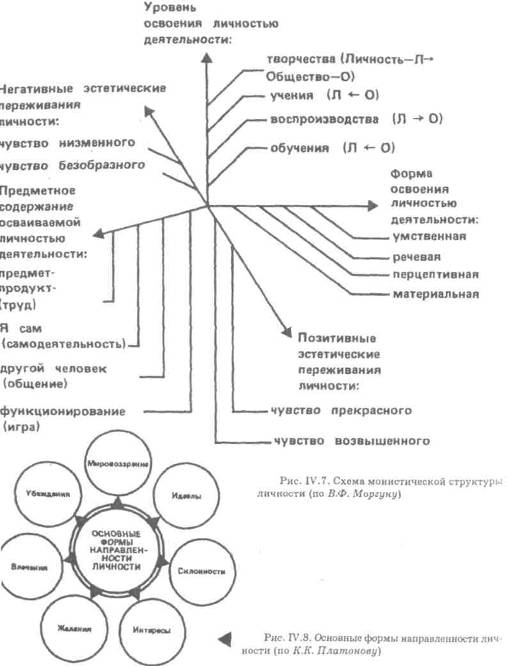 Уровень
освоения личностью
деятельности:
творчества (Личность—Л→
Общество—О)
учения (Л ← О)
воспроизводства (Л → О)
обучения (Л ← О)
Негативные эстетические
переживания
личности:
чувство низменного
чувство безобразного
Предметное
содержание
осваиваемой
личностью
деятельности:
предмет-
продукт-
(труд)
Я сам
(самодеятельность)
другой человек
(общение)
функционирование
(игра)
Форма
освоения
личностью
деятельности:
умственная
речевая
перцептивная
материальная
Позитивные
эстетические
переживания
личности:
чувство прекрасного
чувство возвышенного
Рис. IV.7. Схема монистической структуры
личности (по В.Ф. Моргуну)
Мировоззрение
Убеждения
Идеалы
Влечения
Склонности
Желания
Интересы
ОСНОВНЫЕ
ФОРМЫ
НАПРАВЛЕН-
НОСТИ
ЛИЧНОСТИ
Рис. IV.8. Основные формы направленности лич-
ности (по К.К. Платонову)